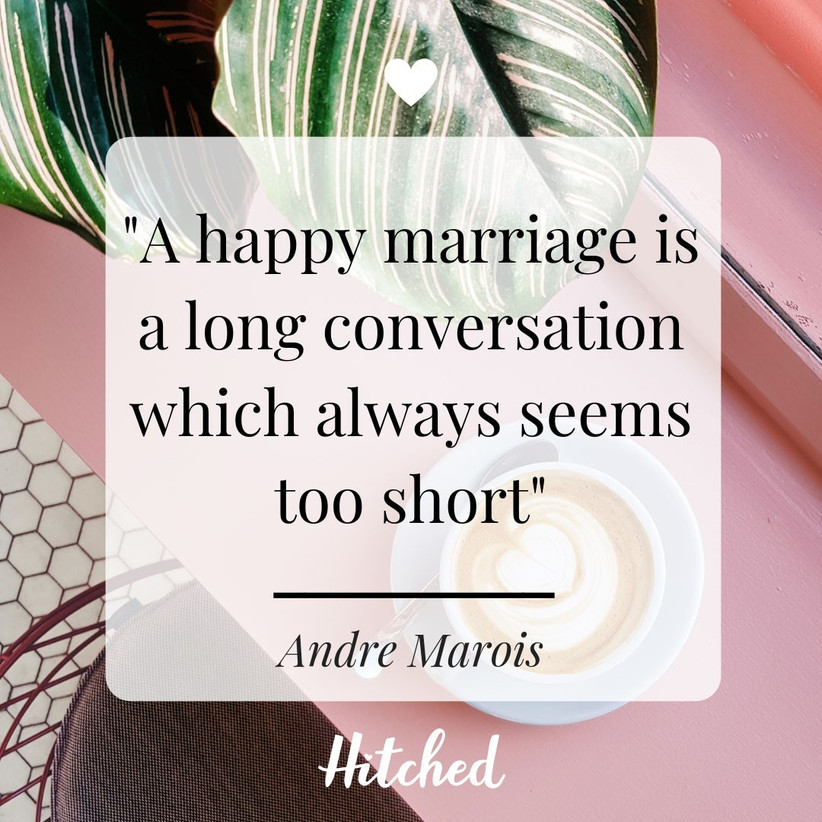 "A happy marriage is
a long conversation
which always seems
too short"
Andre Marois
Hitched